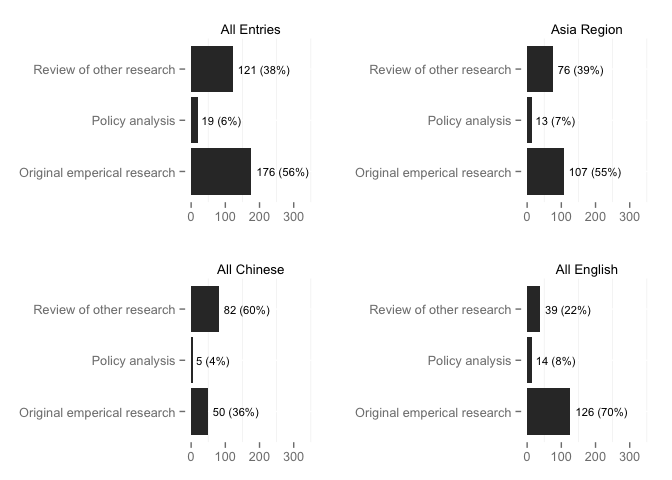 All Entries
Review of other research 121 (38%)
Policy analysis 19 (6%)
Original emperical research 176 (56%)
0 100 200 300
Asia Region
Review of other research 76 (39%)
Policy analysis 13 (7%)
Original emperical research 107 (55%)
0 100 200 300
All Chinese
Review of other research 82 (60%)
Policy analysis 5 (4%)
Original emperical research 50 (36%)
0 100 200 300
All English
Review of other research 39 (22%)
Policy analysis 14 (8%)
Original emperical research 126 (70%)
0 100 200 300